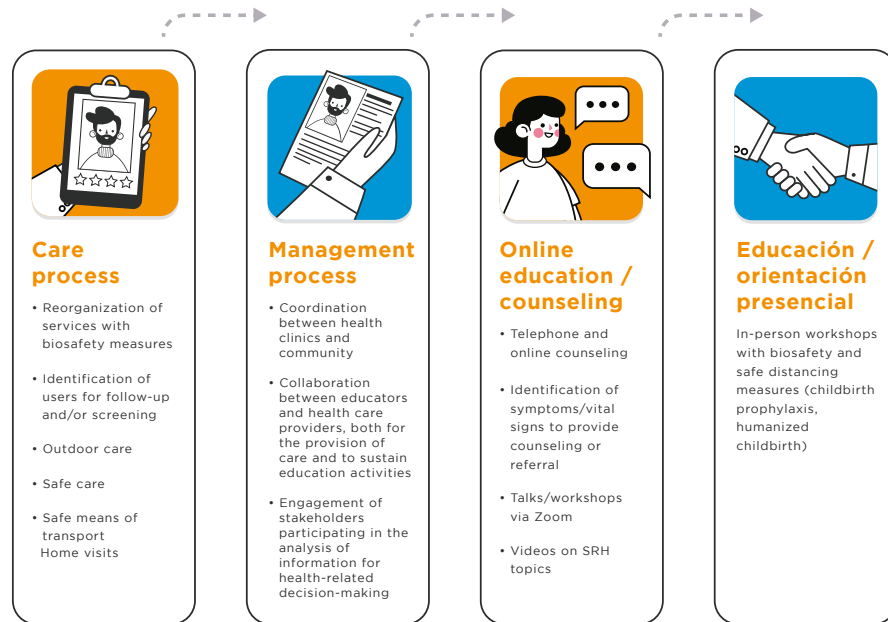 Care
process
• Reorganization of
services with
biosafety measures
• Identification of
users for follow-up
and/or screening
• Outdoor care
• Safe care
• Safe means of
transport
Home visits
Management
process
• Coordination
between health
clinics and
community
• Collaboration
between educators
and health care
providers, both for
the provision of
care and to sustain
education activities
• Engagement of
stakeholders
participating in the
analysis of
information for
health-related
decision-making
Online
education /
counseling
• Telephone and
online counseling
• Identification of
symptoms/vital
signs to provide
counseling or
referral
• Talks/workshops
via Zoom
• Videos on SRH
topics
Educación /
orientación
presencial
In-person workshops
with biosafety and
safe distancing
measures (childbirth
prophylaxis,
humanized
childbirth)